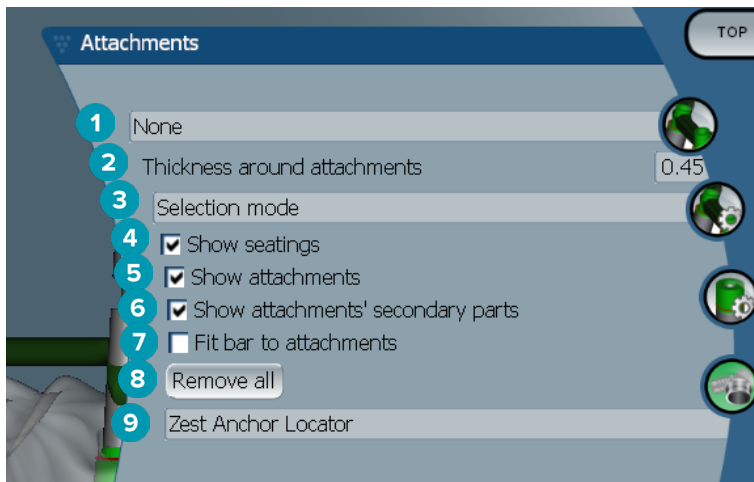 Attachments
TOP
1 None
2 Thickness around attachments 0.45
3 Selection mode
4 Show seatings
5 Show attachments
6 Show attachments' secondary parts
7 Fit bar to attachments
8 Remove all
9 Zest Anchor Locator